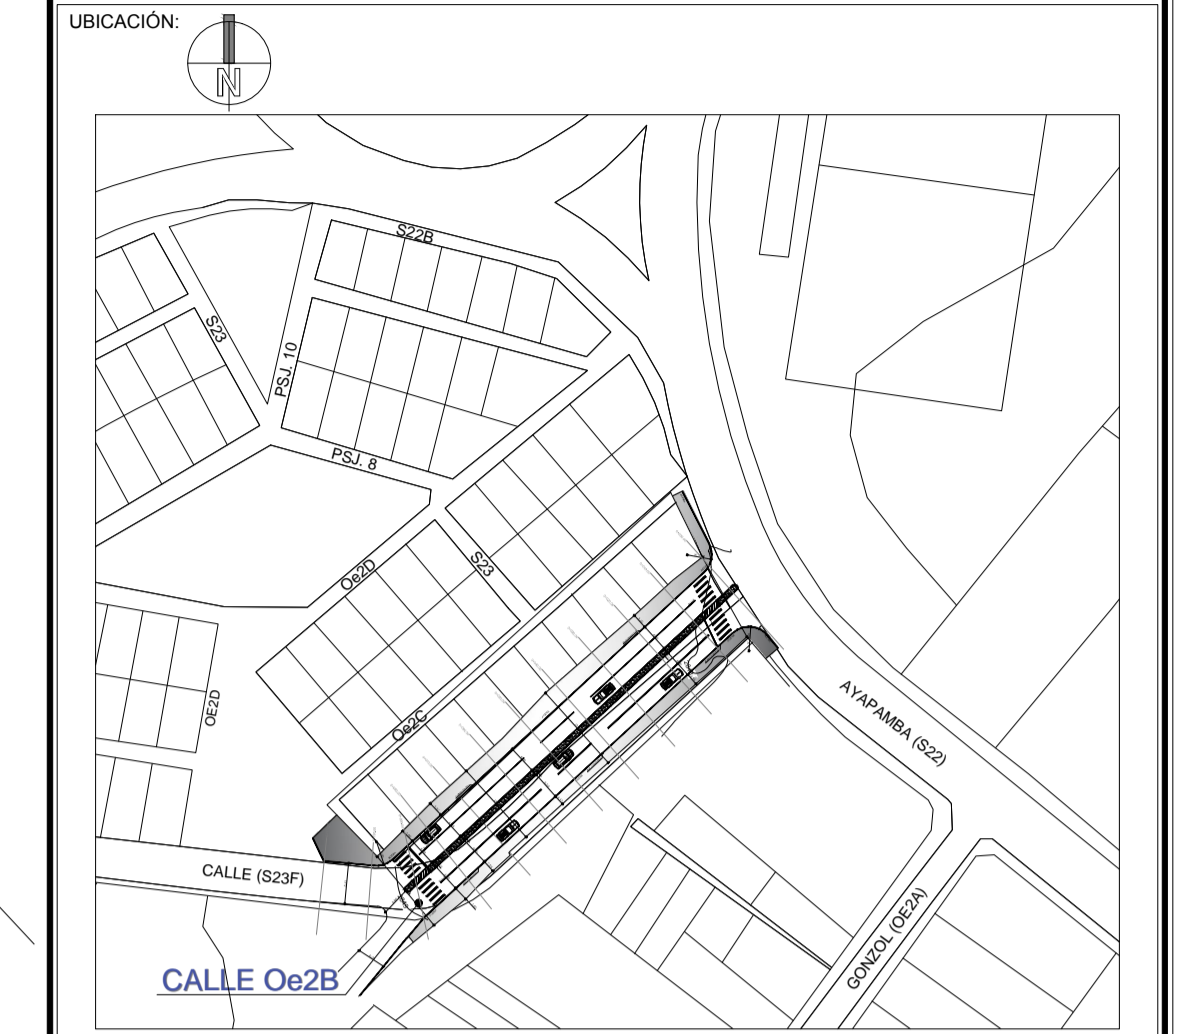 UBICACIÓN:
N
S22B
S23
PSJ. 10
PSJ. 8
Oe2D
S23
OE2D
Oe2C
AYAPAMBA (S22)
CALLE (S23F)
GONZOL (OE2A)
CALLE Oe2B